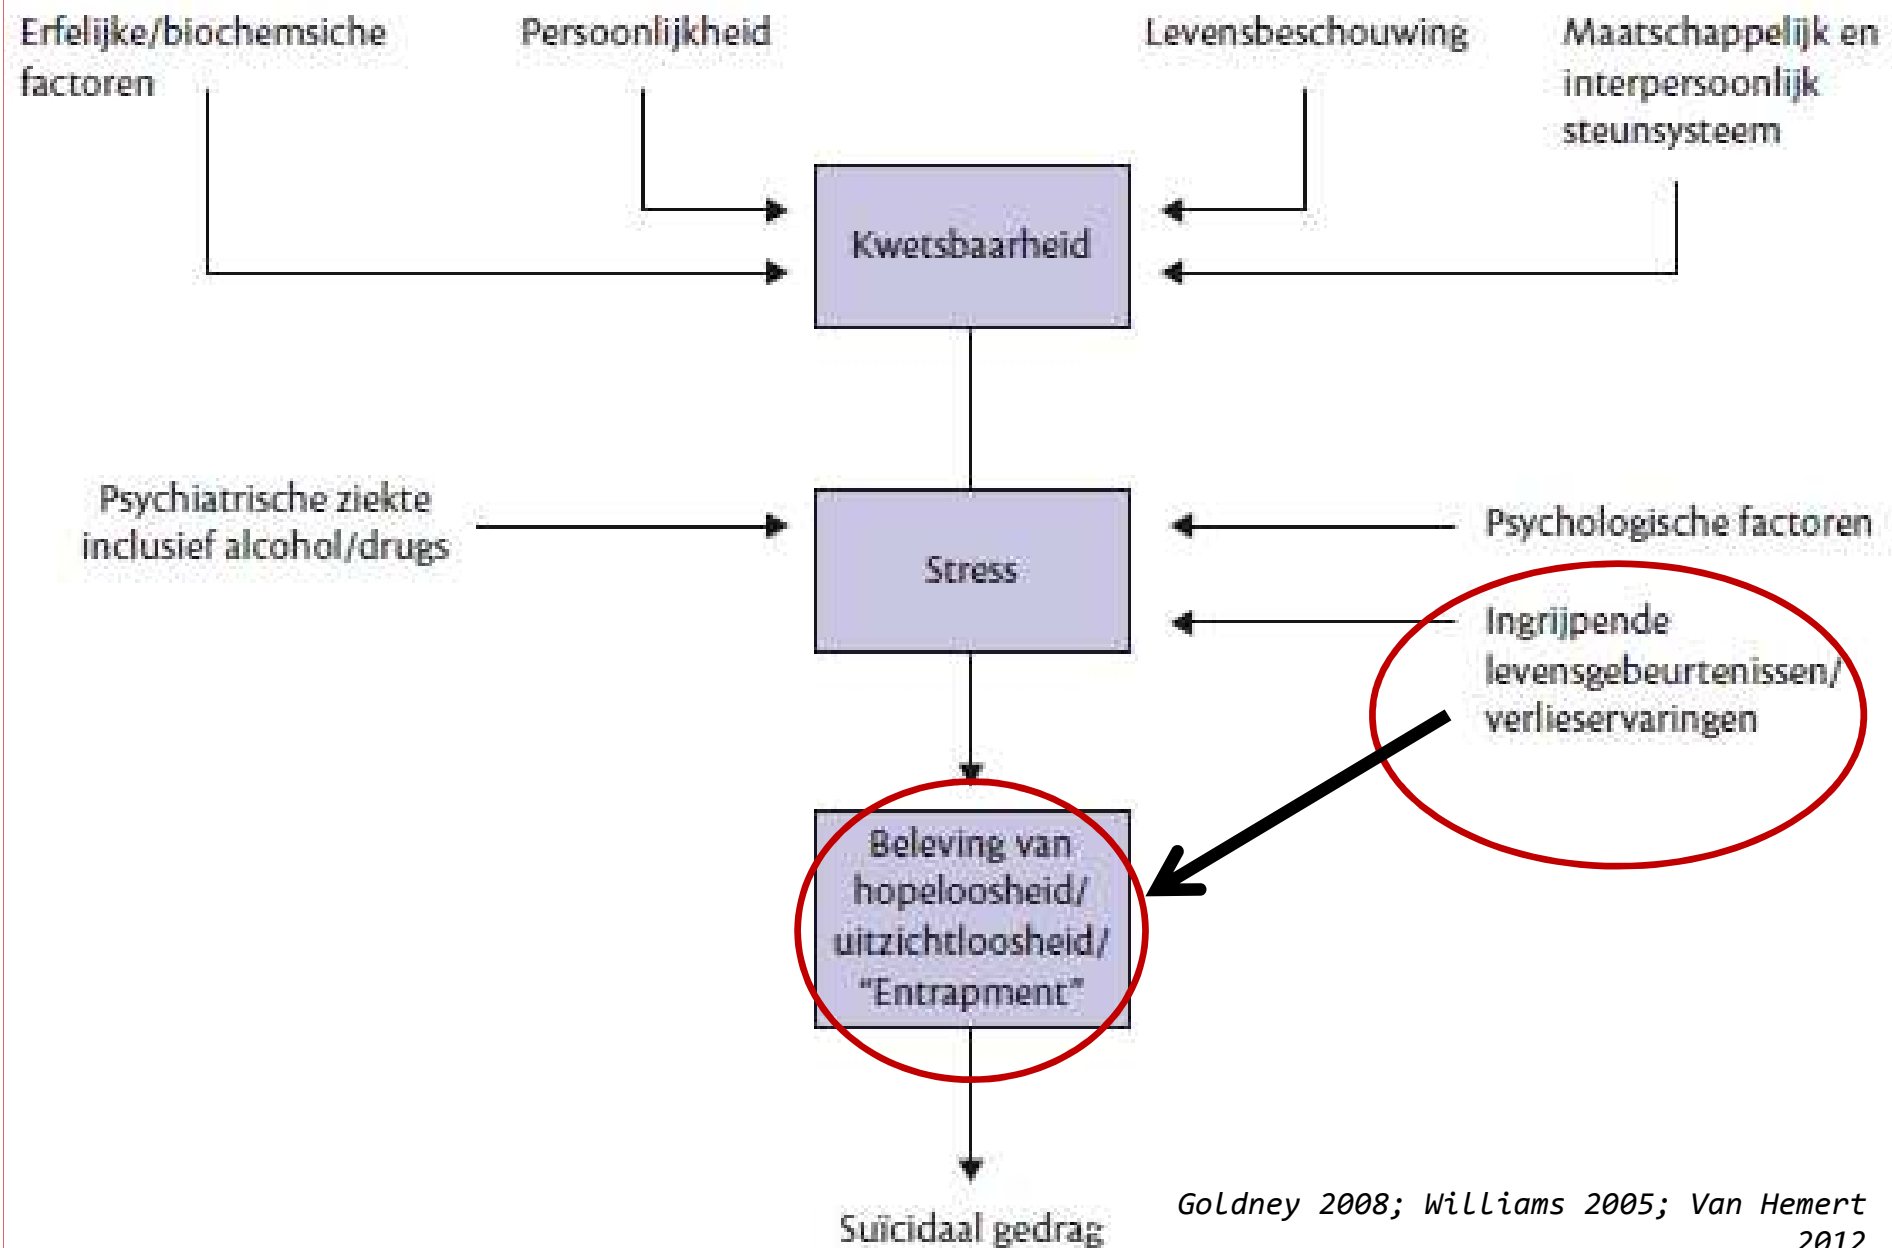 Erfelijke/biochemsiche
factoren
Persoonlijkheid
Levensbeschouwing
Maatschappelijk en
interpersoonlijk
steunsysteem
Kwetsbaarheid
Psychiatrische ziekte
inclusief alcohol/drugs
Stress
Psychologische factoren
Ingrijpende
levensgebeurtenissen/
verlieservaringen
Beleving van
hopeloosheid/
uitzichtloosheid/
"Entrapment"
Suïcidaal gedrag
Goldney 2008; Williams 2005; Van Hemert
2012